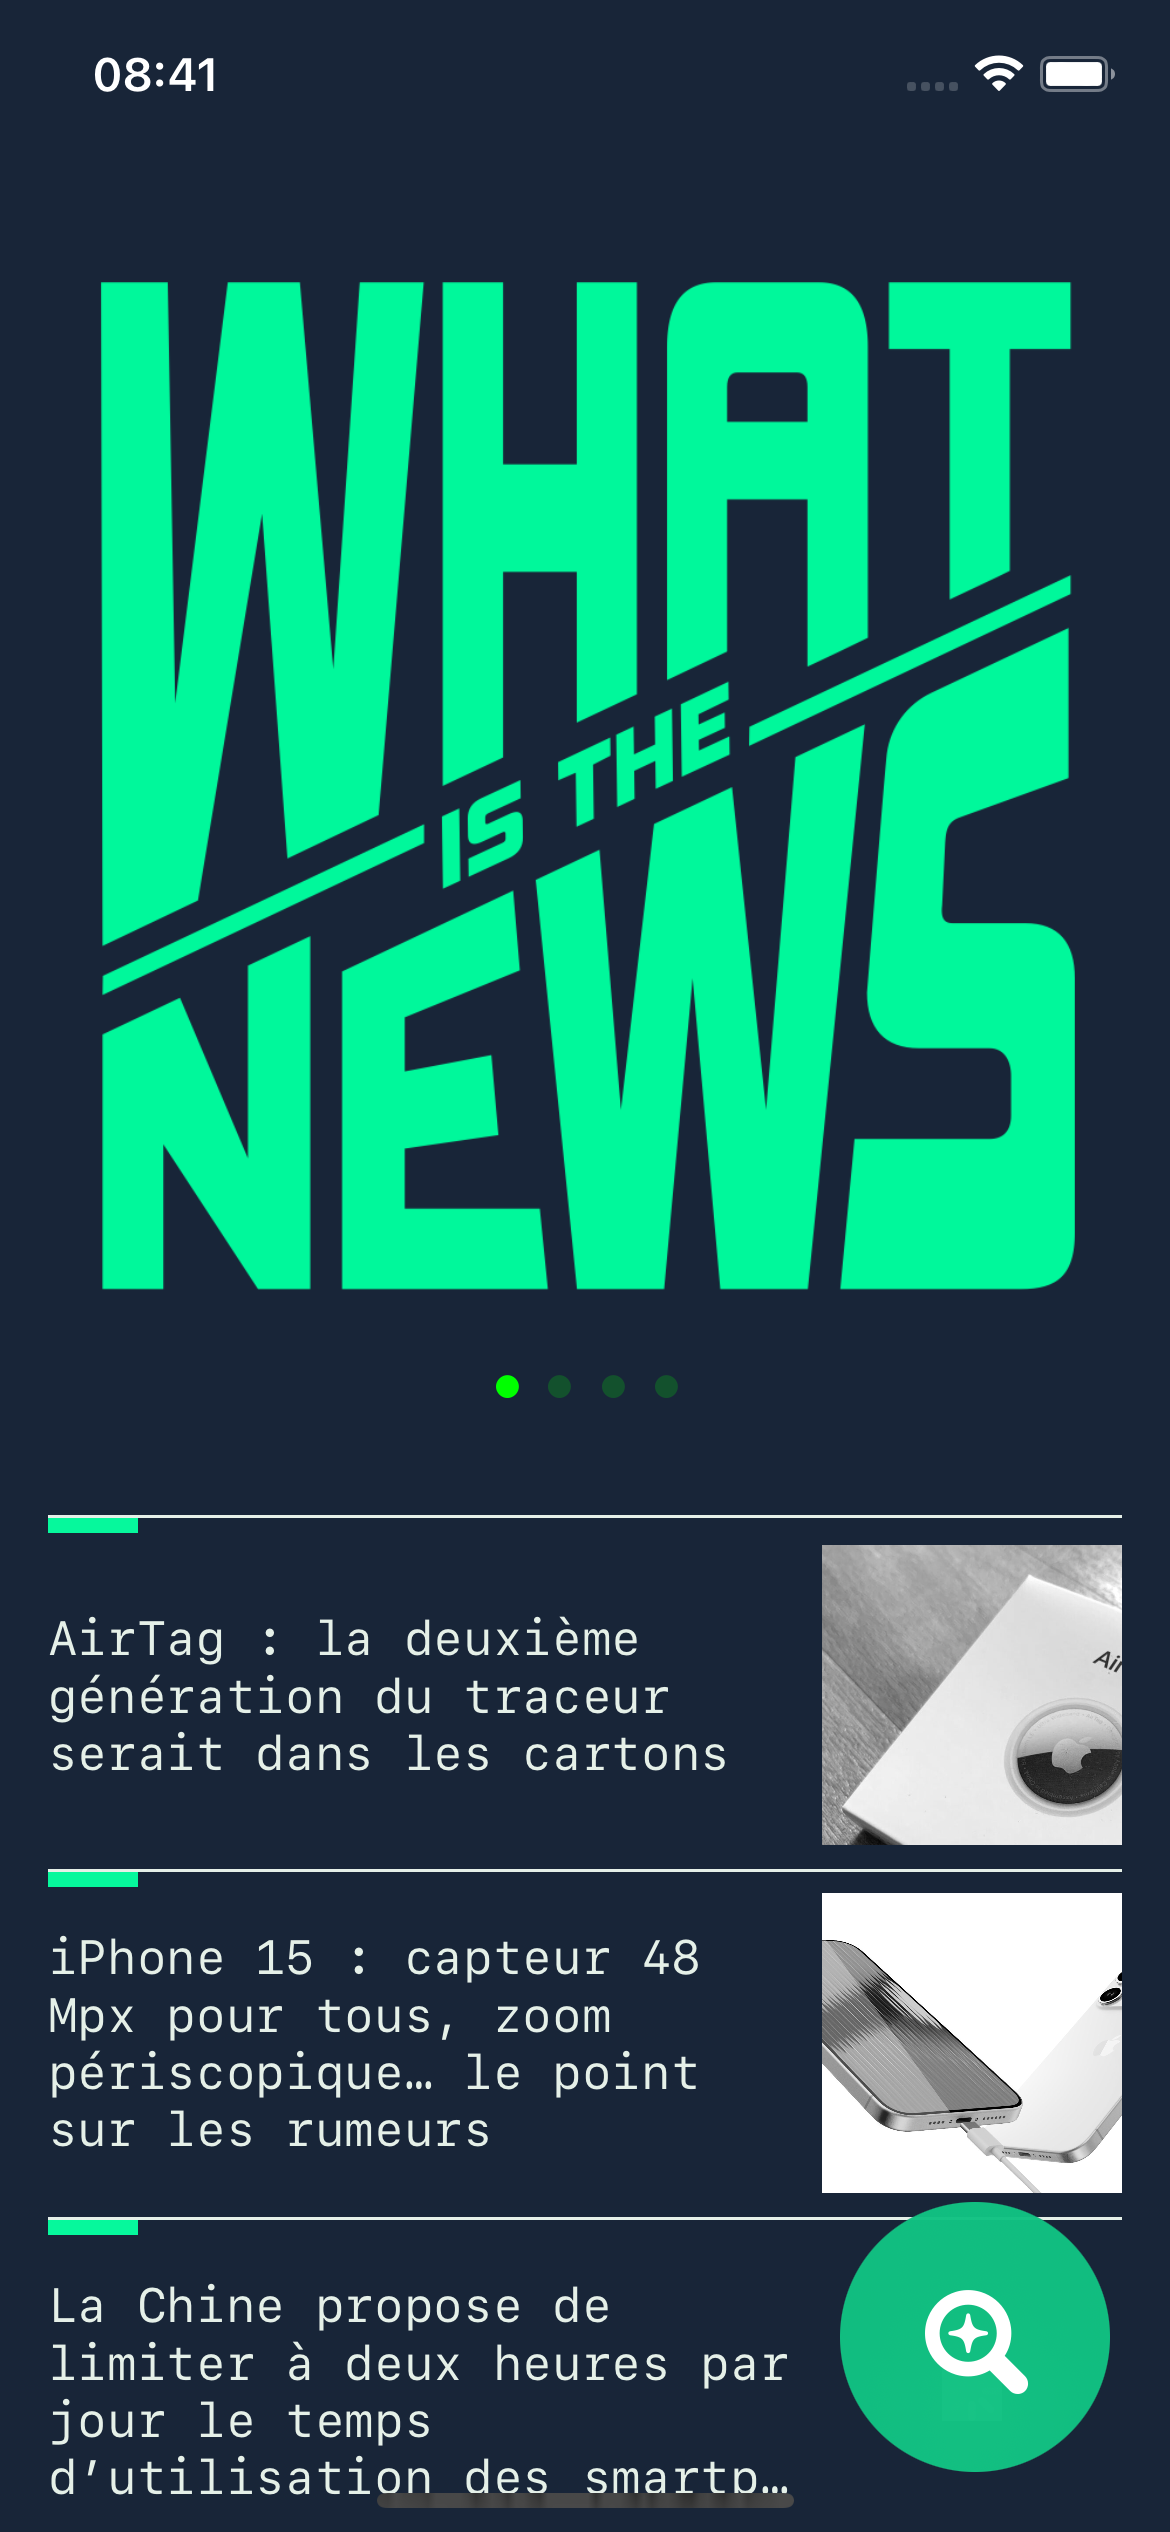 08:41
WHAT
IS THE
NEWS
AirTag : la deuxième
génération du traceur
serait dans les cartons
Air
iPhone 15 : capteur 48
Mpx pour tous, zoom
périscopique… le point
sur les rumeurs
La Chine propose de
limiter à deux heures par
jour le temps
d’utilisation des smartp…